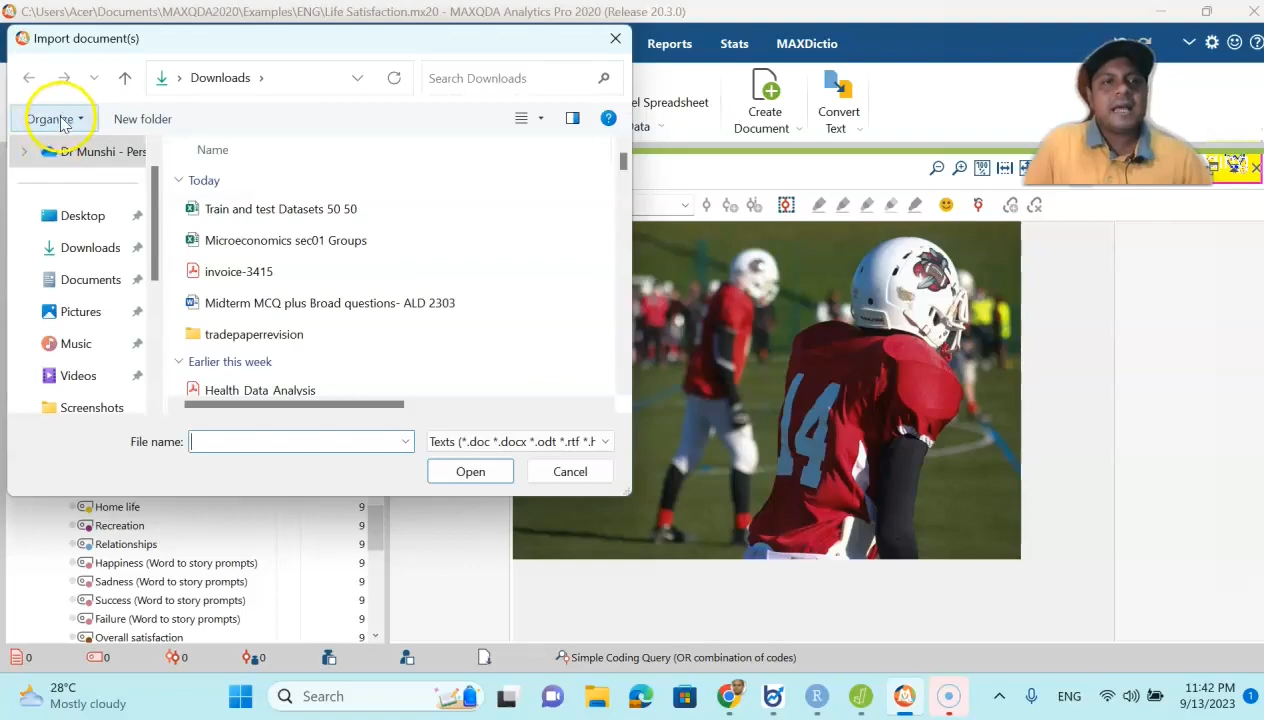 C:\Users\Acer\Documents\MAXQDA2020\Examples\ENG\Life Satisfaction.mx20 - MAXQDA Analytics Pro 2020 (Release 20.3.0)
Import document(s)
Reports
Stats
MAXDictio
Downloads
Search Downloads
el Spreadsheet
Data
Create
Document
Convert
Text
Organize
New folder
Dr Munshi - Pers
Name
Today
Train and test Datasets 50 50
Microeconomics sec01 Groups
invoice-3415
Midterm MCQ plus Broad questions- ALD 2303
tradepaperrevision
Earlier this week
Health Data Analysis
Desktop
Downloads
Documents
Pictures
Music
Videos
Screenshots
File name:
Texts (*.doc *.docx *.odt *.rtf *.h
Open
Cancel
14
Home life 9
Recreation 9
Relationships 9
Happiness (Word to story prompts) 9
Sadness (Word to story prompts) 9
Success (Word to story prompts) 9
Failure (Word to story prompts) 9
Overall satisfaction 9
0
0
0
0
Simple Coding Query (OR combination of codes)
28°C
Mostly cloudy
Search
ENG
11:42 PM
9/13/2023
1